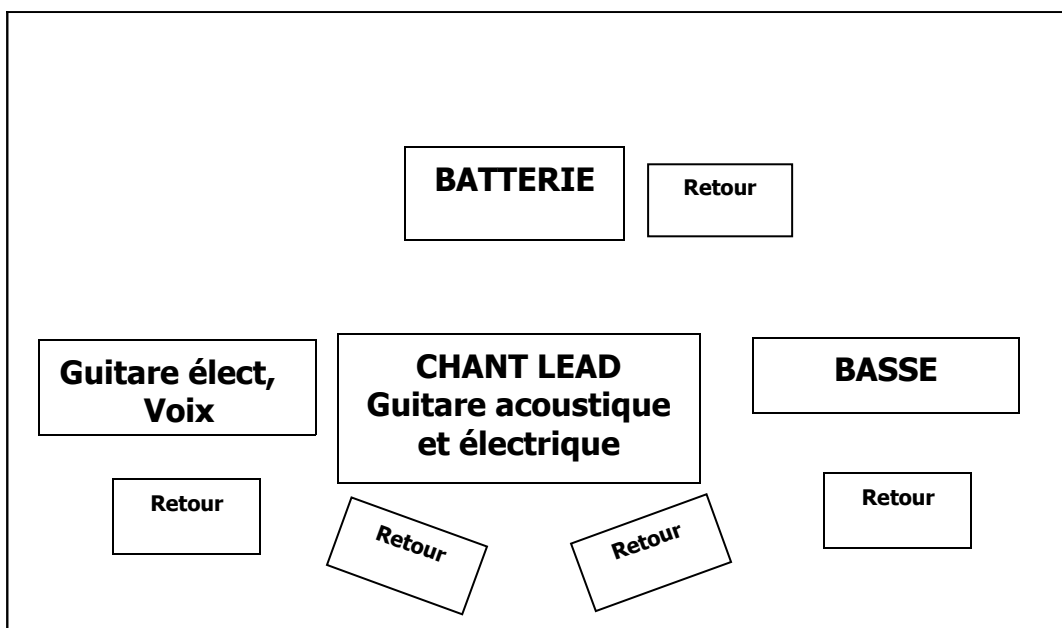 BATTERIE
Retour
Guitare élect,
Voix
CHANT LEAD
Guitare acoustique
et électrique
BASSE
Retour
Retour
Retour
Retour